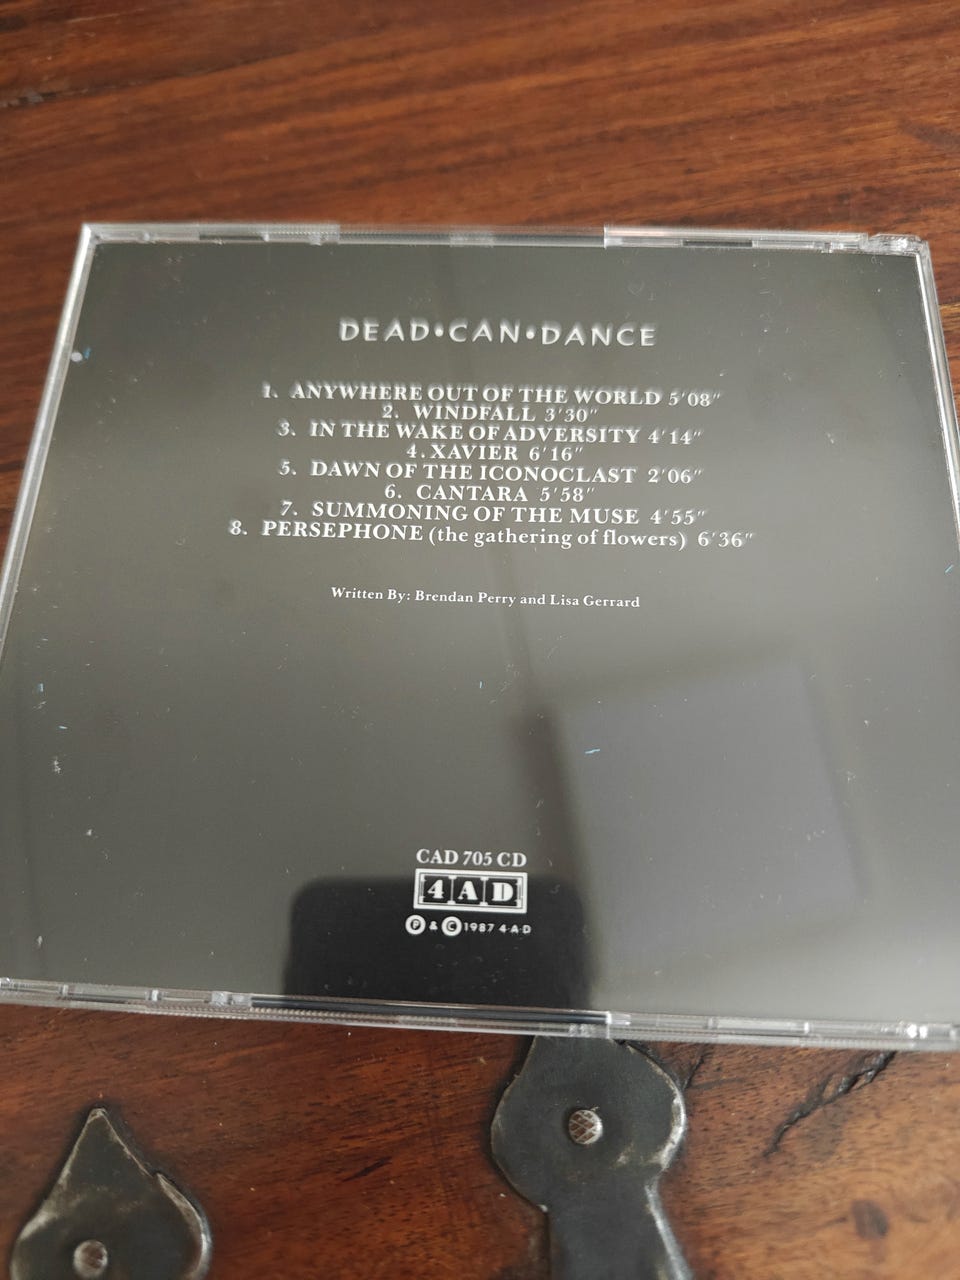 DEAD•CAN•DANCE
1. ANYWHERE OUT OF THE WORLD 5'08"
2. WINDFALL 3'30"
3. IN THE WAKE OF ADVERSITY 4'14"
4. XAVIER 6'16"
5. DAWN OF THE ICONOCLAST 2'06"
6. CANTARA 5'58"
7. SUMMONING OF THE MUSE 4'55"
8. PERSEPHONE (the gathering of flowers) 6'36"
Written By: Brendan Perry and Lisa Gerrard
CAD 705 CD
4AD
Ⓟ & © 1987 4·A·D